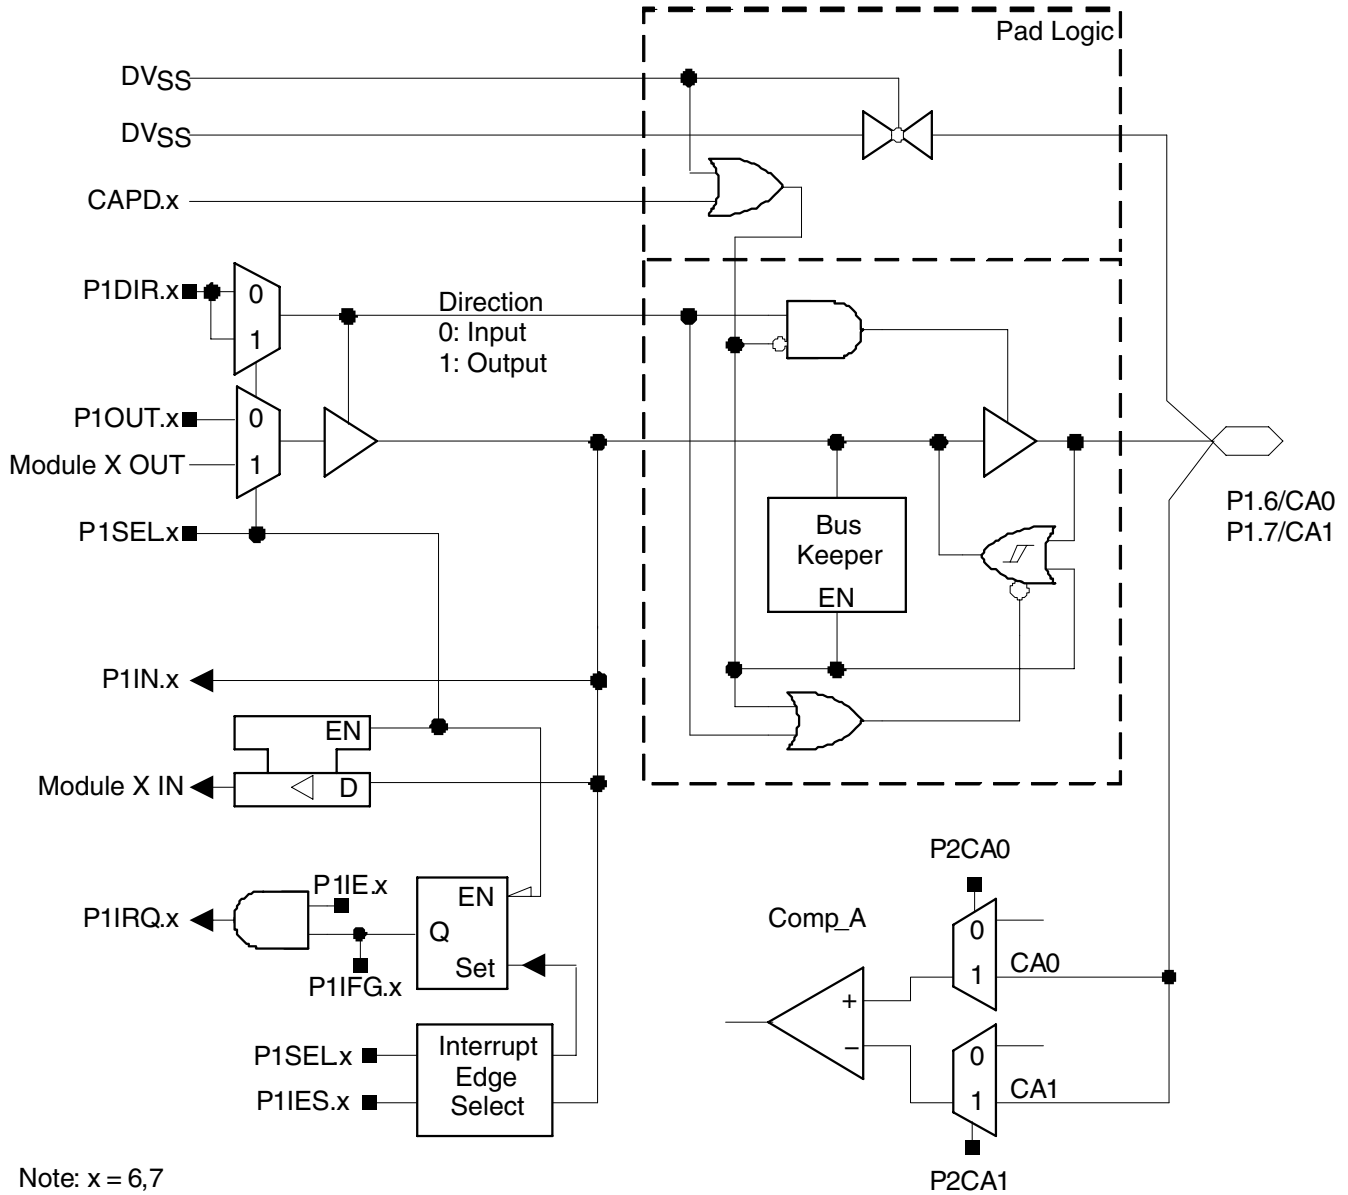 Pad Logic
DVSS
DVSS
CAPD.x
P1DIR.x
0
1
Direction
0: Input
1: Output
P1OUT.x
0
Module X OUT
1
P1SEL.x
Bus
Keeper
EN
P1.6/CA0
P1.7/CA1
P1IN.x
EN
Module X IN
D
P1IRQ.x
P1IE.x
P1IFG.x
EN
Q
Set
P1SEL.x
P1IES.x
Interrupt
Edge
Select
P2CA0
Comp_A
0
1
CA0
+
−
0
1
CA1
P2CA1
Note: x = 6,7